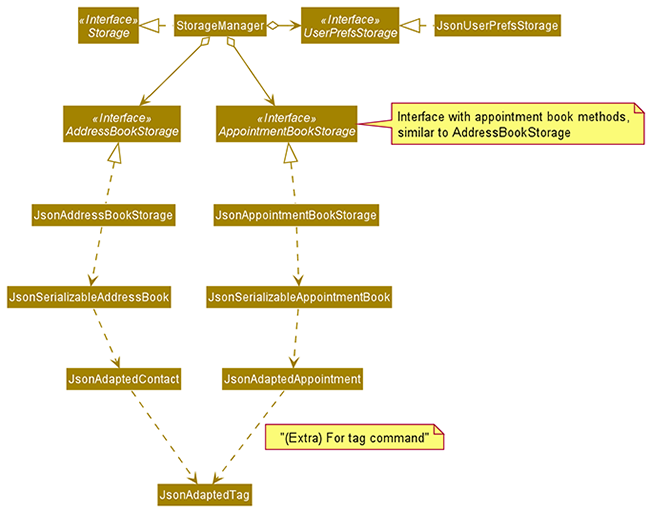 «Interface»
Storage
StorageManager
«Interface»
UserPrefsStorage
JsonUserPrefsStorage
«Interface»
AddressBookStorage
«Interface»
AppointmentBookStorage
Interface with appointment book methods,
similar to AddressBookStorage
JsonAddressBookStorage
JsonAppointmentBookStorage
JsonSerializableAddressBook
JsonSerializableAppointmentBook
JsonAdaptedContact
JsonAdaptedAppointment
"(Extra) For tag command"
JsonAdaptedTag